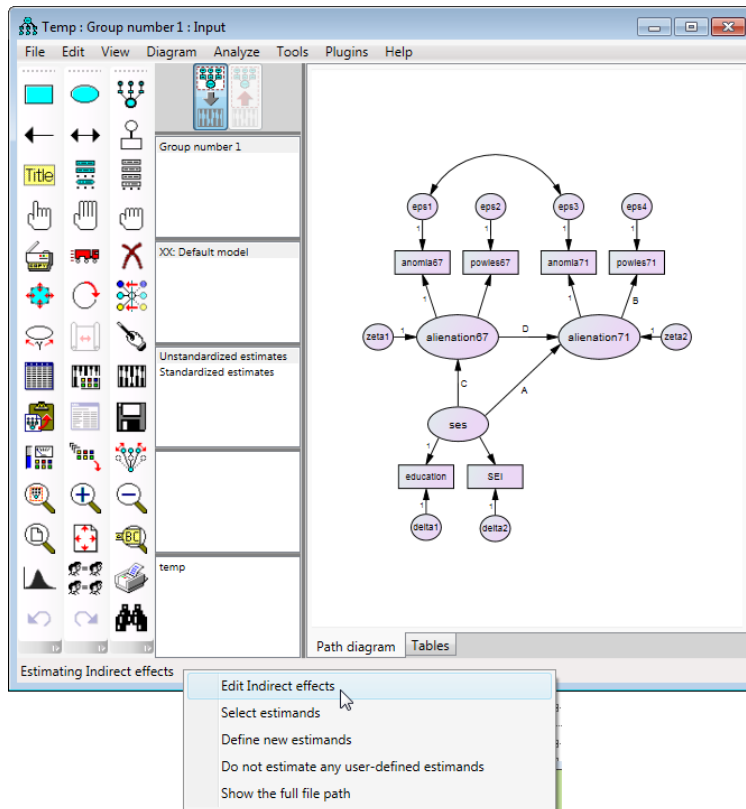 Temp : Group number 1 : Input
File Edit View Diagram Analyze Tools Plugins Help
Title
Group number 1
XX: Default model
Unstandardized estimates
Standardized estimates
temp
eps1 eps2 eps3 eps4
1 1 1 1
anomia67 powles67 anomia71 powles71
1 1 B
zeta1 1 alienation67 D alienation71 1 zeta2
C A
ses
1
education SEI
1 1
delta1 delta2
Path diagram Tables
Estimating Indirect effects
Edit Indirect effects
Select estimands
Define new estimands
Do not estimate any user-defined estimands
Show the full file path